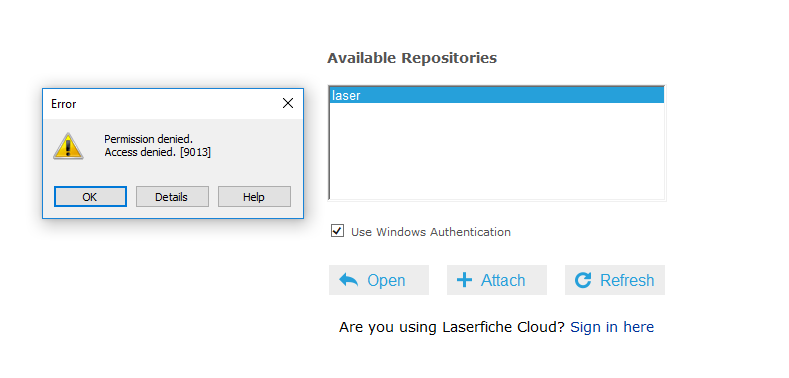 Available Repositories
laser
Error
Permission denied.
Access denied. [9013]
OK Details Help
Use Windows Authentication
Open Attach Refresh
Are you using Laserfiche Cloud? Sign in here